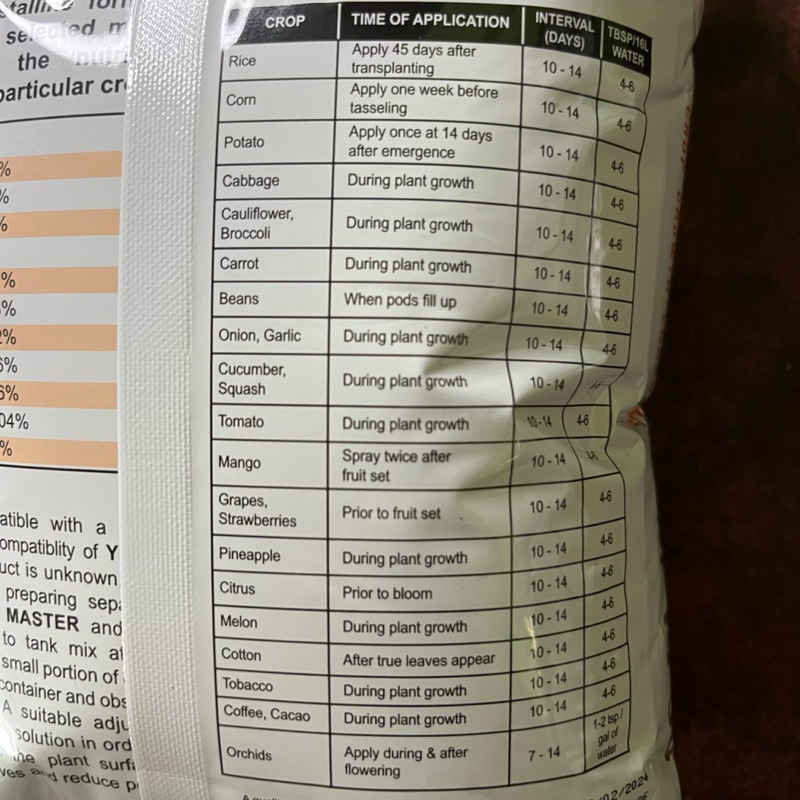 selected
the
particular
%
%
%
%
%
%
04%
%
atible with a
ompatiblity of Y
uct is unknown
preparing
MASTER and
to tank mix
small portion of
container and
A suitable
solution in
the plant
reduce
CROP TIME OF APPLICATION INTERVAL (DAYS) TBSP/16L WATER
Rice Apply 45 days after transplanting 10 - 14 4-6
Corn Apply one week before tasseling 10 - 14 4-6
Potato Apply once at 14 days after emergence 10 - 14 4-6
Cabbage During plant growth 10 - 14 4-6
Cauliflower, Broccoli During plant growth 10 - 14 4-6
Carrot During plant growth 10 - 14 4-6
Beans When pods fill up 10 - 14 4-6
Onion, Garlic During plant growth 10 - 14 4-6
Cucumber, Squash During plant growth 10 - 14
Tomato During plant growth 10-14 4-6
Mango Spray twice after fruit set 10 - 14 4-6
Grapes, Strawberries Prior to fruit set 10 - 14 4-6
Pineapple During plant growth 10 - 14 4-6
Citrus Prior to bloom 10 - 14 4-6
Melon During plant growth 10 - 14 4-6
Cotton After true leaves appear 10 - 14 4-6
Tobacco During plant growth 10 - 14 4-6
Coffee, Cacao During plant growth 10 - 14
Orchids Apply during & after flowering 7 - 14 1-2 tsp / gal of water
02/2024